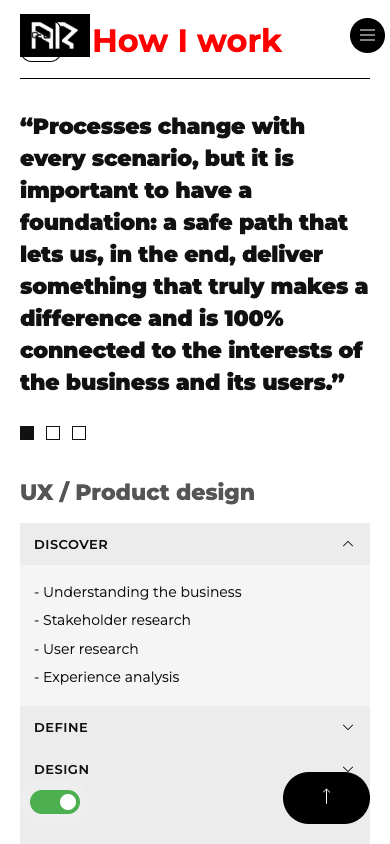 How I work
“Processes change with
every scenario, but it is
important to have a
foundation: a safe path that
lets us, in the end, deliver
something that truly makes a
difference and is 100%
connected to the interests of
the business and its users.”
UX / Product design
DISCOVER
- Understanding the business
- Stakeholder research
- User research
- Experience analysis
DEFINE
DESIGN